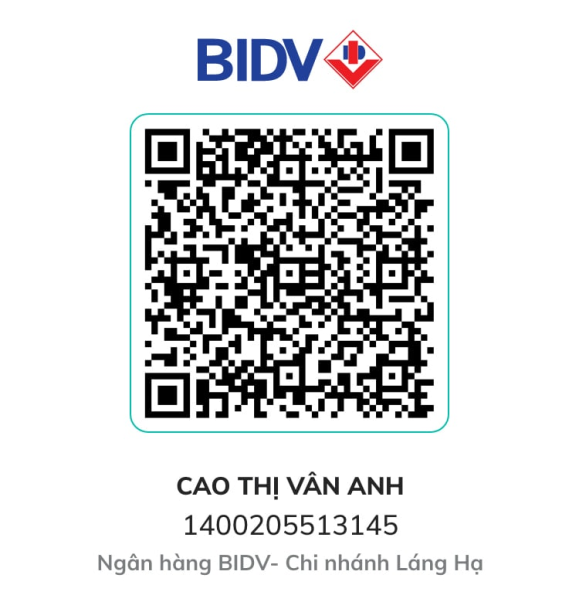 BIDV
CAO THỊ VÂN ANH
1400205513145
Ngân hàng BIDV- Chi nhánh Láng Hạ